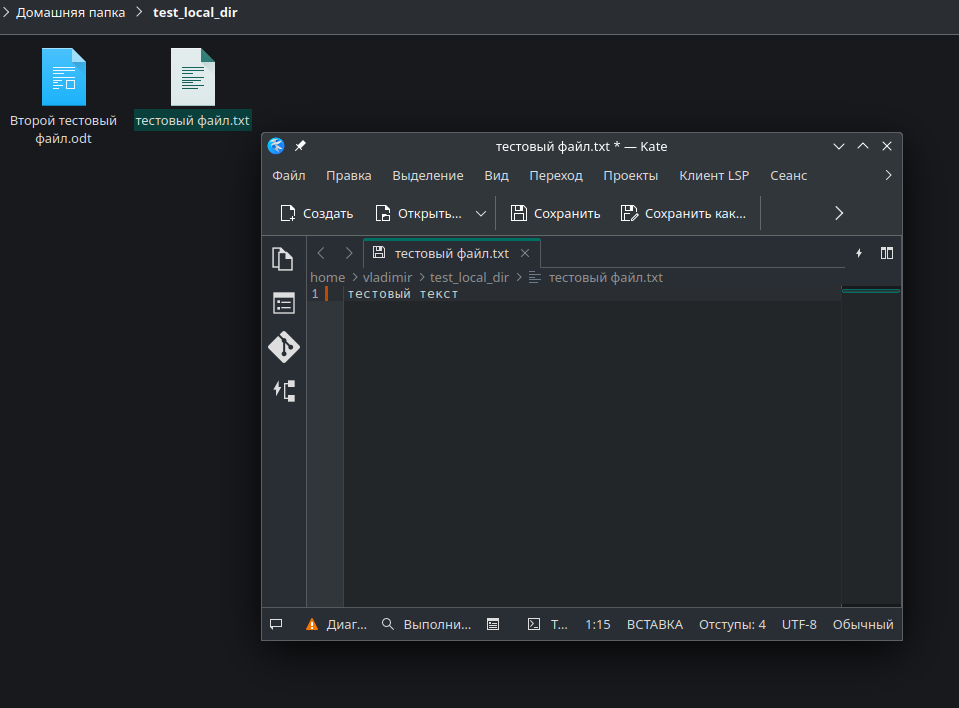 Домашняя папка test_local_dir
Второй тестовый файл.odt
тестовый файл.txt
тестовый файл.txt * — Kate
Файл Правка Выделение Вид Переход Проекты Клиент LSP Сеанс
Создать Открыть... Сохранить Сохранить как...
тестовый файл.txt
home vladimir test_local_dir тестовый файл.txt
1 тестовый текст
Диаг... Выполни... Т... 1:15 ВСТАВКА Отступы: 4 UTF-8 Обычный